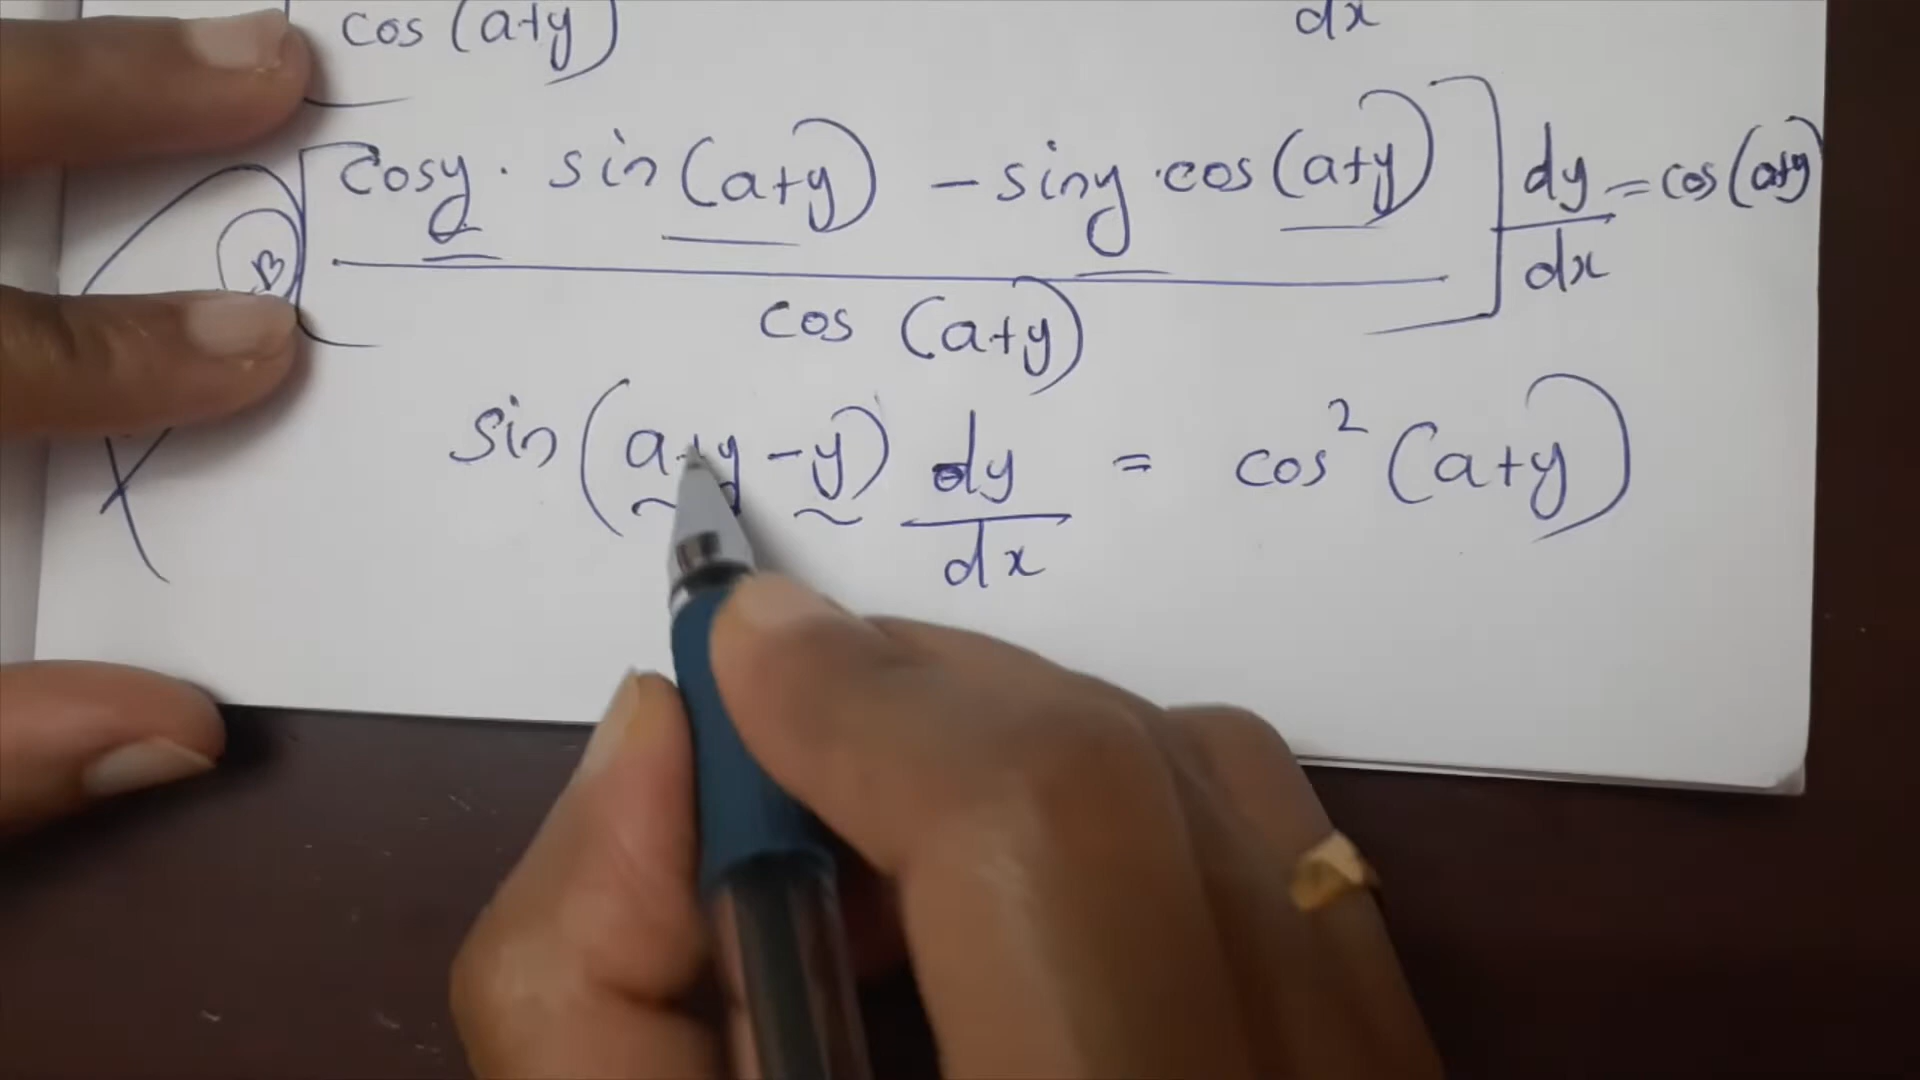 cos (a+y) dx
[cosy . sin (a+y) - siny . cos (a+y)] dy = cos (a+y)
cos (a+y) dx
sin (a+y - y) dy = cos² (a+y)
dx